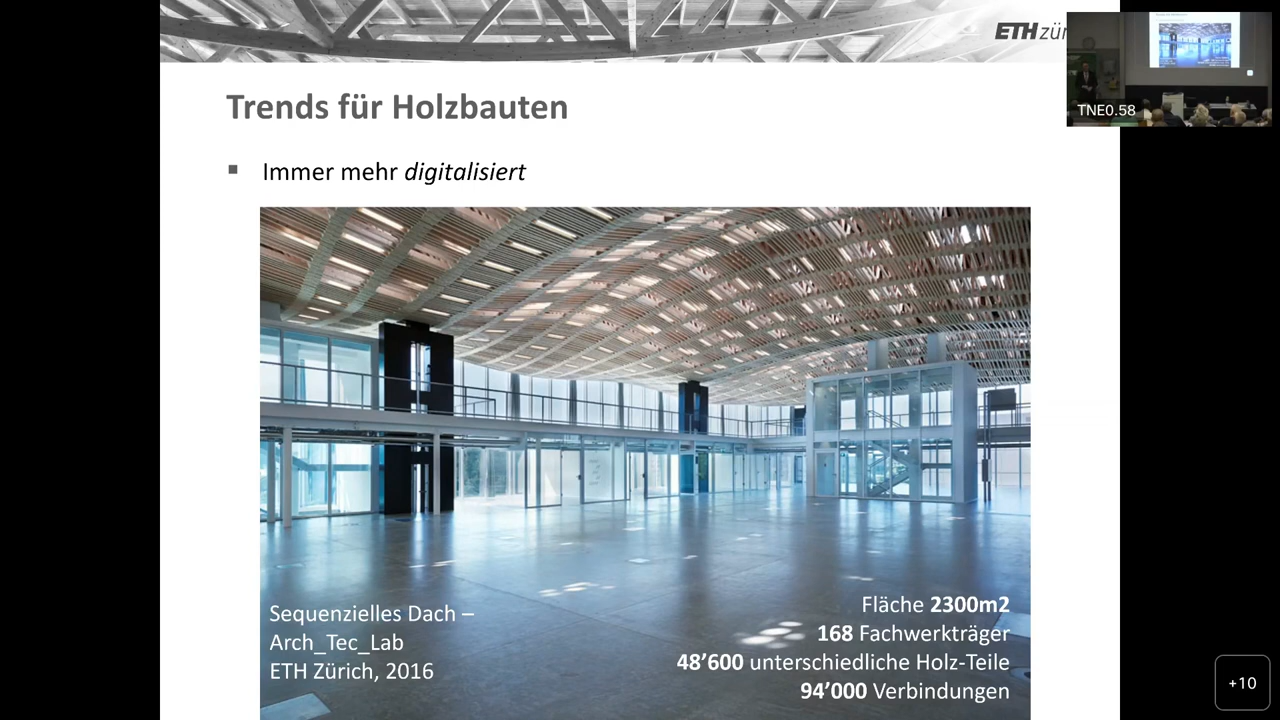 ETH zür
Trends für Holzbauten
▪ Immer mehr digitalisiert
Sequenzielles Dach –
Arch_Tec_Lab
ETH Zürich, 2016
Fläche 2300m2
168 Fachwerkträger
48’600 unterschiedliche Holz-Teile
94’000 Verbindungen
TNE0.58
+10